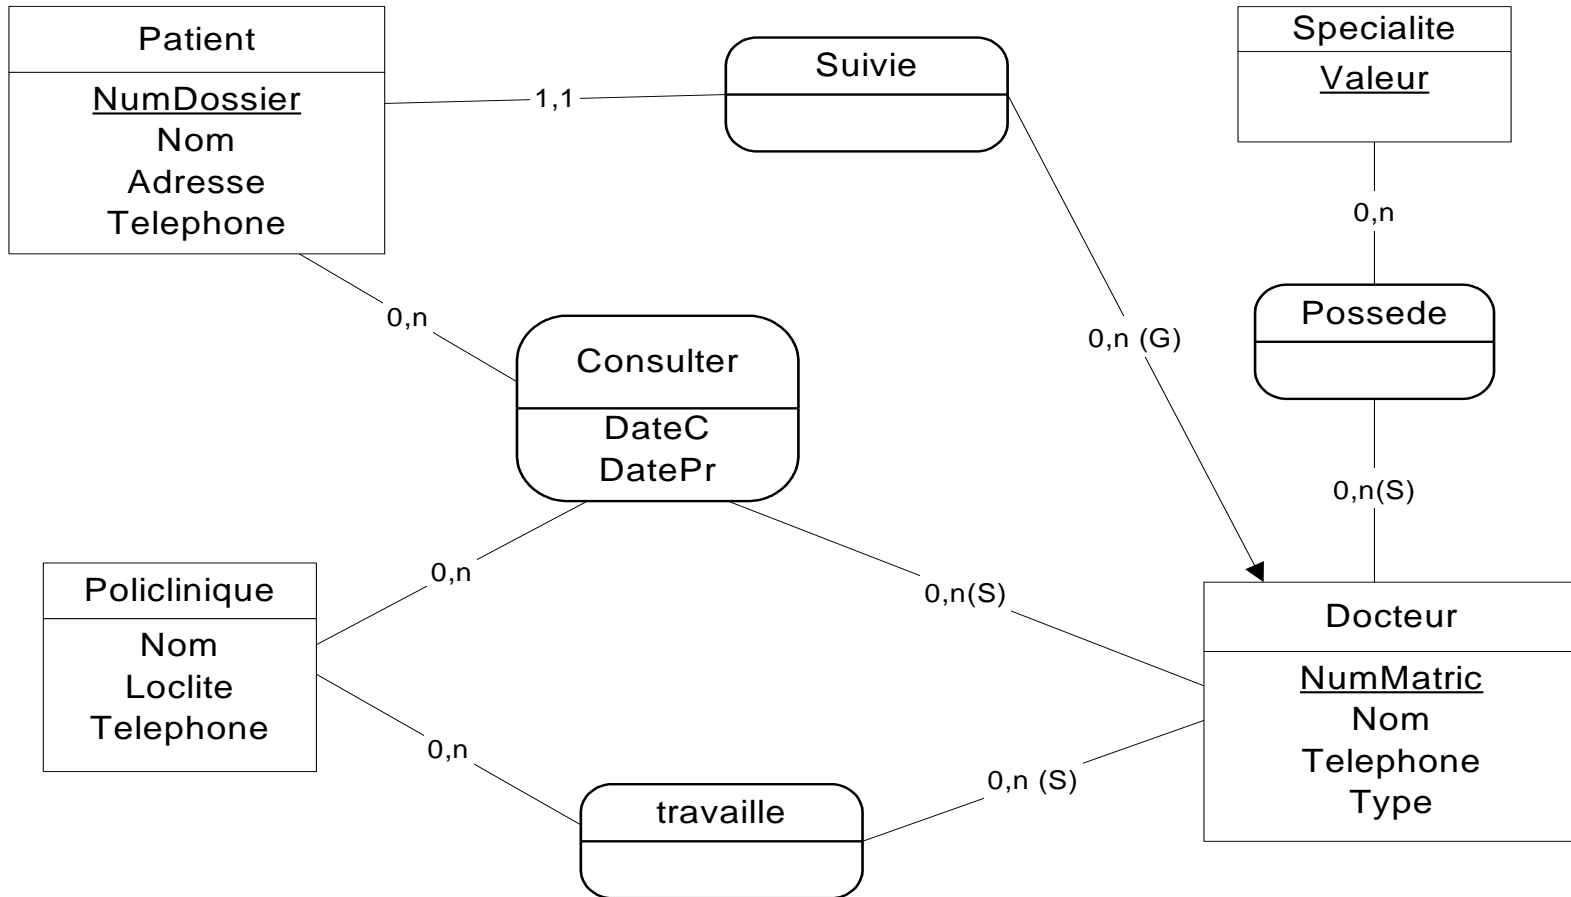 Patient
NumDossier
Nom
Adresse
Telephone
1,1
Suivie
Specialite
Valeur
0,n
0,n
Consulter
DateC
DatePr
0,n (G)
Possede
0,n(S)
Policlinique
Nom
Loclite
Telephone
0,n
0,n(S)
Docteur
NumMatric
Nom
Telephone
Type
0,n
travaille
0,n (S)